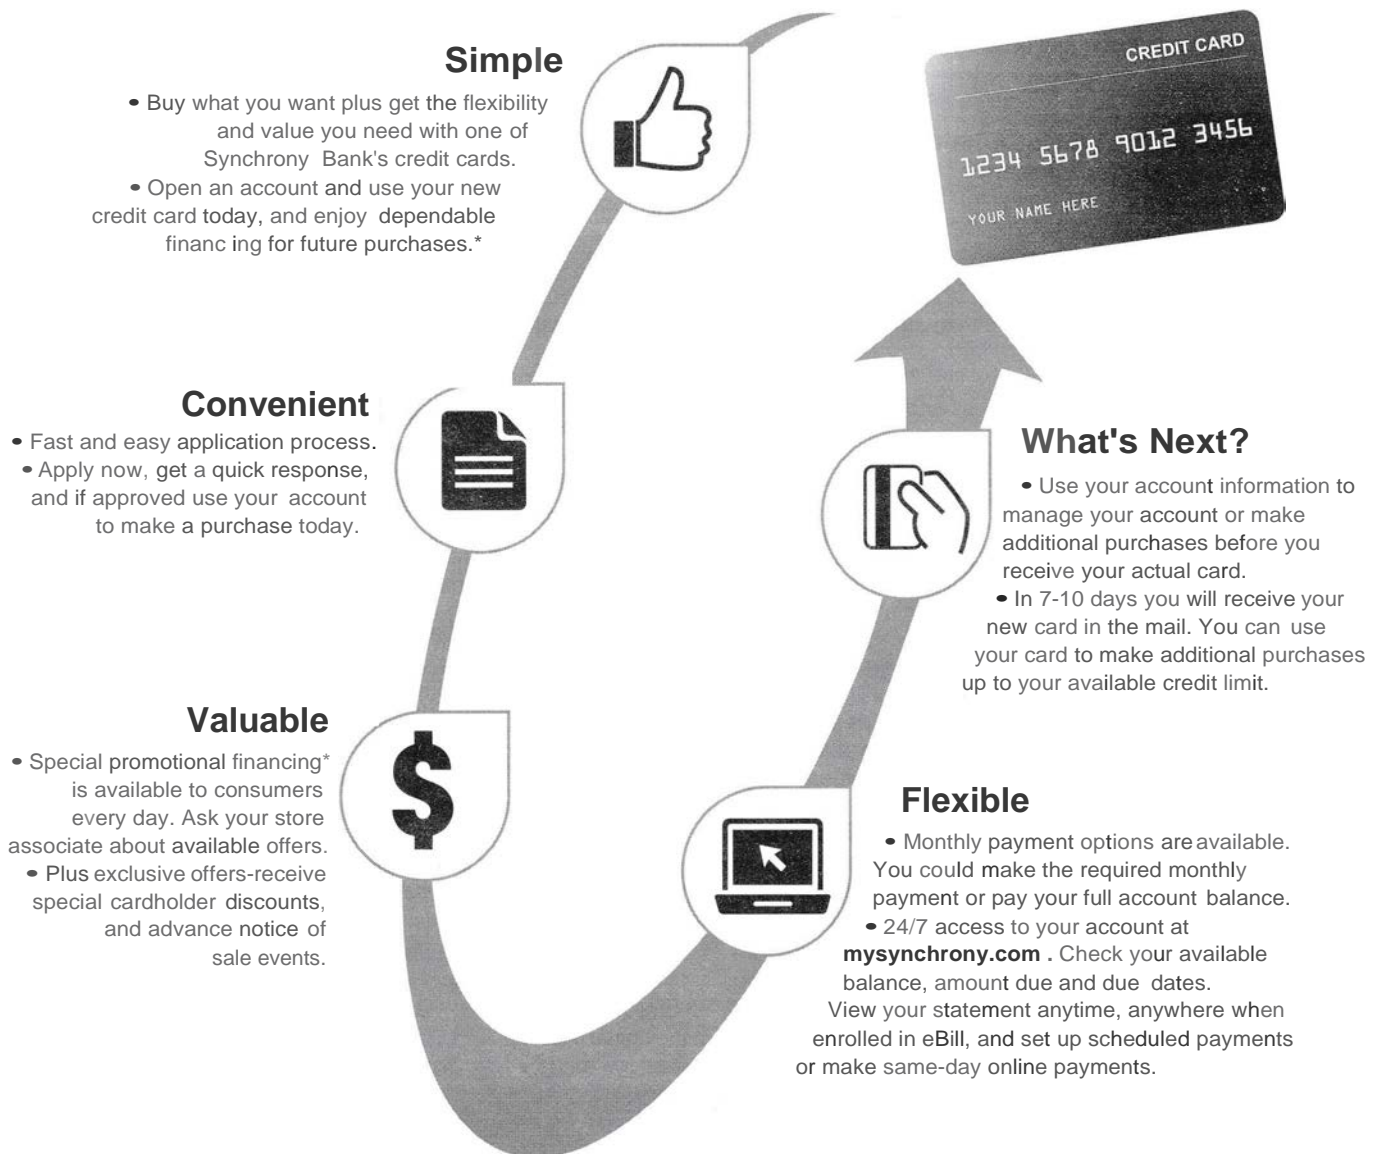 Simple
• Buy what you want plus get the flexibility
and value you need with one of
Synchrony Bank's credit cards.
• Open an account and use your new
credit card today, and enjoy dependable
financ ing for future purchases.*
CREDIT CARD
1234 5678 9012 3456
YOUR NAME HERE
Convenient
• Fast and easy application process.
• Apply now, get a quick response,
and if approved use your account
to make a purchase today.
Valuable
• Special promotional financing*
is available to consumers
every day. Ask your store
associate about available offers.
• Plus exclusive offers-receive
special cardholder discounts,
and advance notice of
sale events.
Flexible
• Monthly payment options are available.
You could make the required monthly
payment or pay your full account balance.
• 24/7 access to your account at
mysynchrony.com . Check your available
balance, amount due and due dates.
View your statement anytime, anywhere when
enrolled in eBill, and set up scheduled payments
or make same-day online payments.
What's Next?
• Use your account information to
manage your account or make
additional purchases before you
receive your actual card.
• In 7-10 days you will receive your
new card in the mail. You can use
your card to make additional purchases
up to your available credit limit.